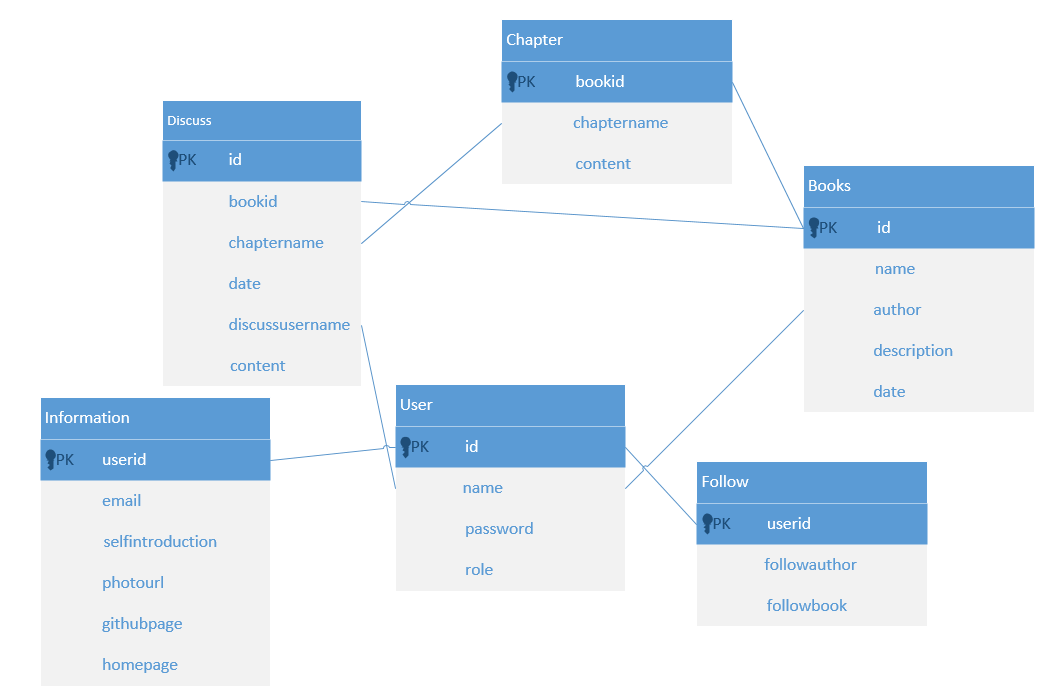 Chapter
PK bookid
chaptername
content
Discuss
PK id
bookid
chaptername
date
discussusername
content
Books
PK id
name
author
description
date
Information
PK userid
email
selfintroduction
photourl
githubpage
homepage
User
PK id
name
password
role
Follow
PK userid
followauthor
followbook